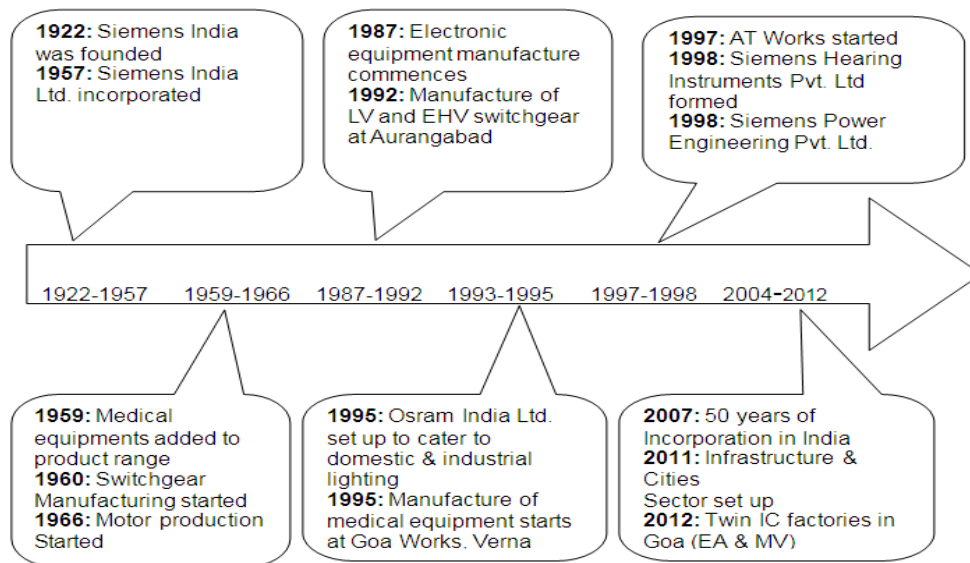 1922: Siemens India
was founded
1957: Siemens India
Ltd. incorporated
1987: Electronic
equipment manufacture
commences
1992: Manufacture of
LV and EHV switchgear
at Aurangabad
1997: AT Works started
1998: Siemens Hearing
Instruments Pvt. Ltd
formed
1998: Siemens Power
Engineering Pvt. Ltd.
1922-1957 1959-1966 1987-1992 1993-1995 1997-1998 2004-2012
1959: Medical
equipments added to
product range
1960: Switchgear
Manufacturing started
1966: Motor production
Started
1995: Osram India Ltd.
set up to cater to
domestic & industrial
lighting
1995: Manufacture of
medical equipment starts
at Goa Works, Verna
2007: 50 years of
Incorporation in India
2011: Infrastructure &
Cities
Sector set up
2012: Twin IC factories in
Goa (EA & MV)